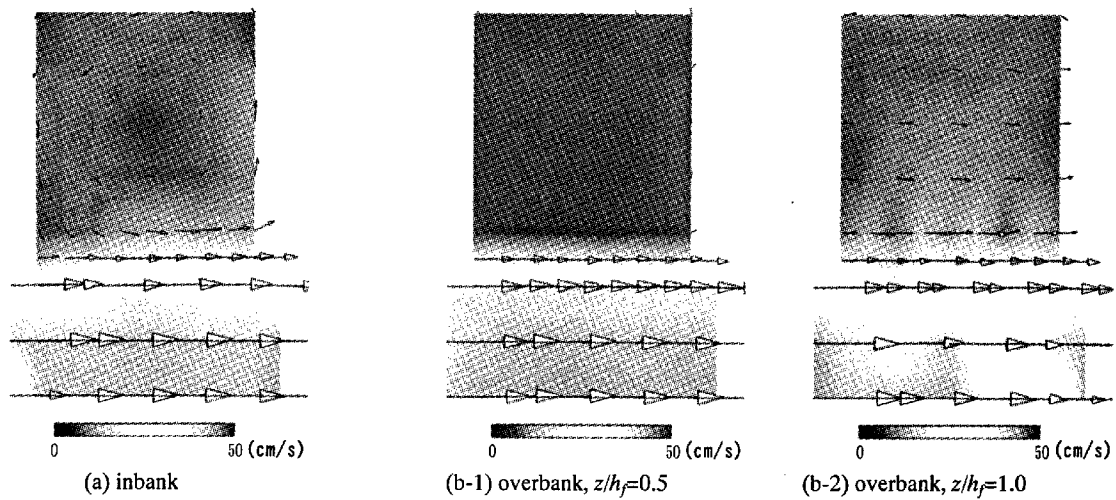 0 50 (cm/s)
0 50 (cm/s)
0 50 (cm/s)
(a) inbank
(b-1) overbank, z/h_f=0.5
(b-2) overbank, z/h_f=1.0